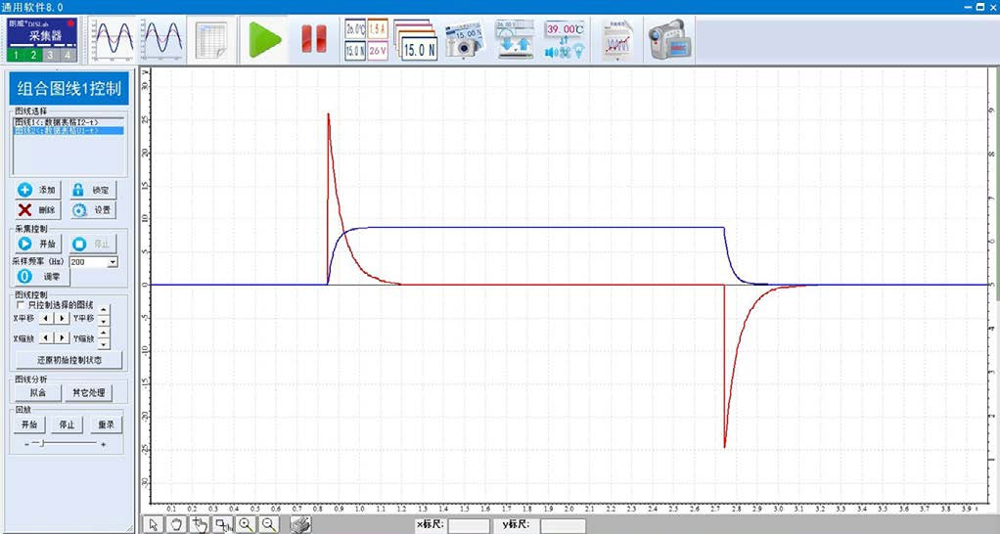 通用软件8.0
朗威®DISLab
采集器
1 2 3 4
26.0℃ 1.5A
15.0N 26V
15.0N
15.00N
26.00℃
39.00℃
组合图线1控制
图线选择
图线1<:数据表格I2-t>
图线2<:数据表格U1-t>
添加 锁定
删除 设置
采集控制
开始 停止
采样频率 (Hz) 200
调零
图线控制
只控制选择的图线
X平移 Y平移
X缩放 Y缩放
还原初始控制状态
图线分析
拟合 其它处理
回放
开始 停止 重录
- +
y
30
25
20
15
10
5
0
-5
-10
-15
-20
-25
-30
9
8
7
6
5
4
3
2
1
0.1 0.2 0.3 0.4 0.5 0.6 0.7 0.8 0.9 1.0 1.1 1.2 1.3 1.4 1.5 1.6 1.7 1.8 1.9 2.0 2.1 2.2 2.3 2.4 2.5 2.6 2.7 2.8 2.9 3.0 3.1 3.2 3.3 3.4 3.5 3.6 3.7 3.8 3.9 t
x标尺: y标尺: